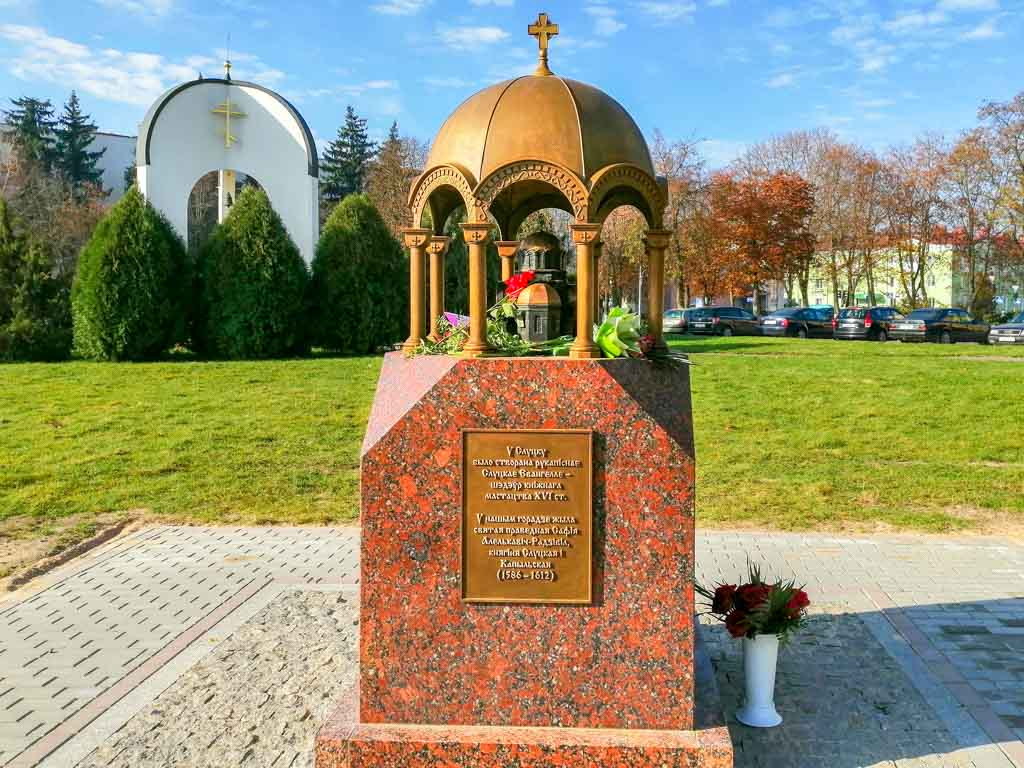 У Слуцку
было створана рукапіснае
Слуцкае Евангелле –
шэдэўр кніжнага
мастацтва XVI ст.
У нашым горадзе жыла
святая праведная Сафія
Алелькавіч-Радзівіл,
княгіня Слуцкая і
Капыльская
(1586 – 1612)